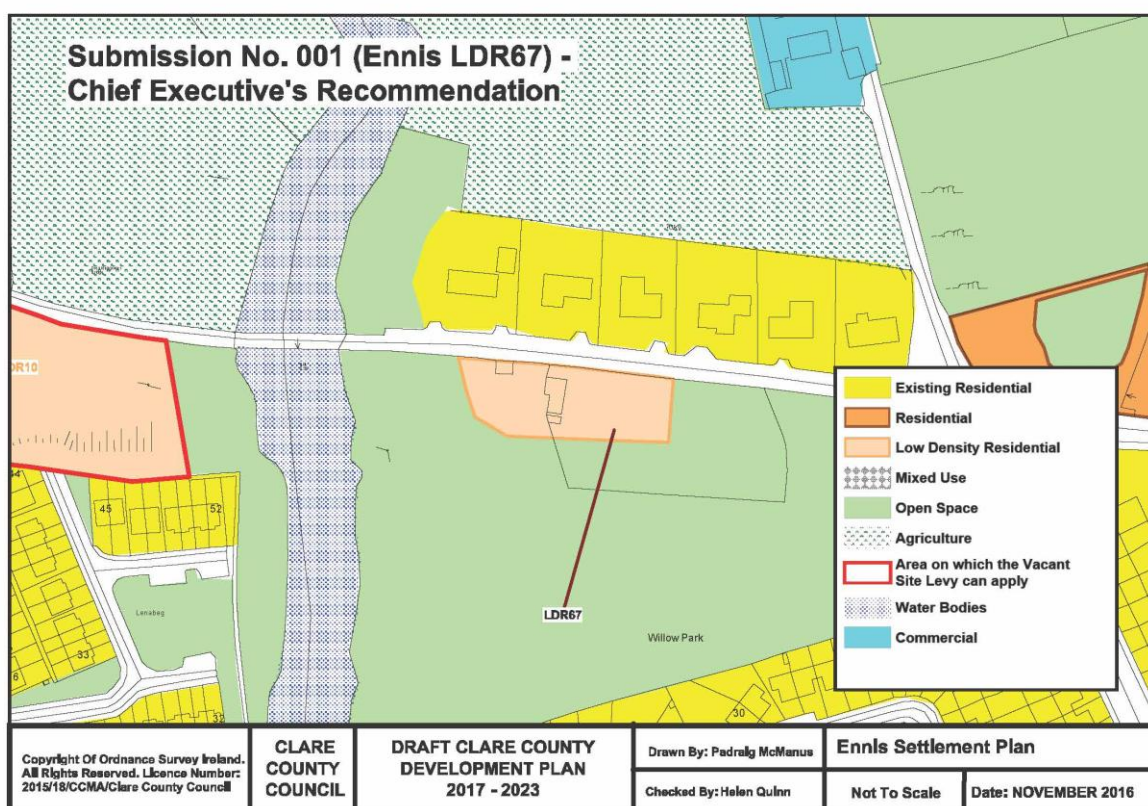 Submission No. 001 (Ennis LDR67) -
Chief Executive's Recommendation
DR10
45
52
Lenabeg
33
6
LDR67
Willow Park
30
Existing Residential
Residential
Low Density Residential
Mixed Use
Open Space
Agriculture
Area on which the Vacant
Site Levy can apply
Water Bodies
Commercial
Copyright Of Ordnance Survey Ireland.
All Rights Reserved. Licence Number:
2015/18/CCMA/Clare County Council
CLARE
COUNTY
COUNCIL
DRAFT CLARE COUNTY
DEVELOPMENT PLAN
2017 - 2023
Drawn By: Padraig McManus
Checked By: Helen Quinn
Ennis Settlement Plan
Not To Scale
Date: NOVEMBER 2016